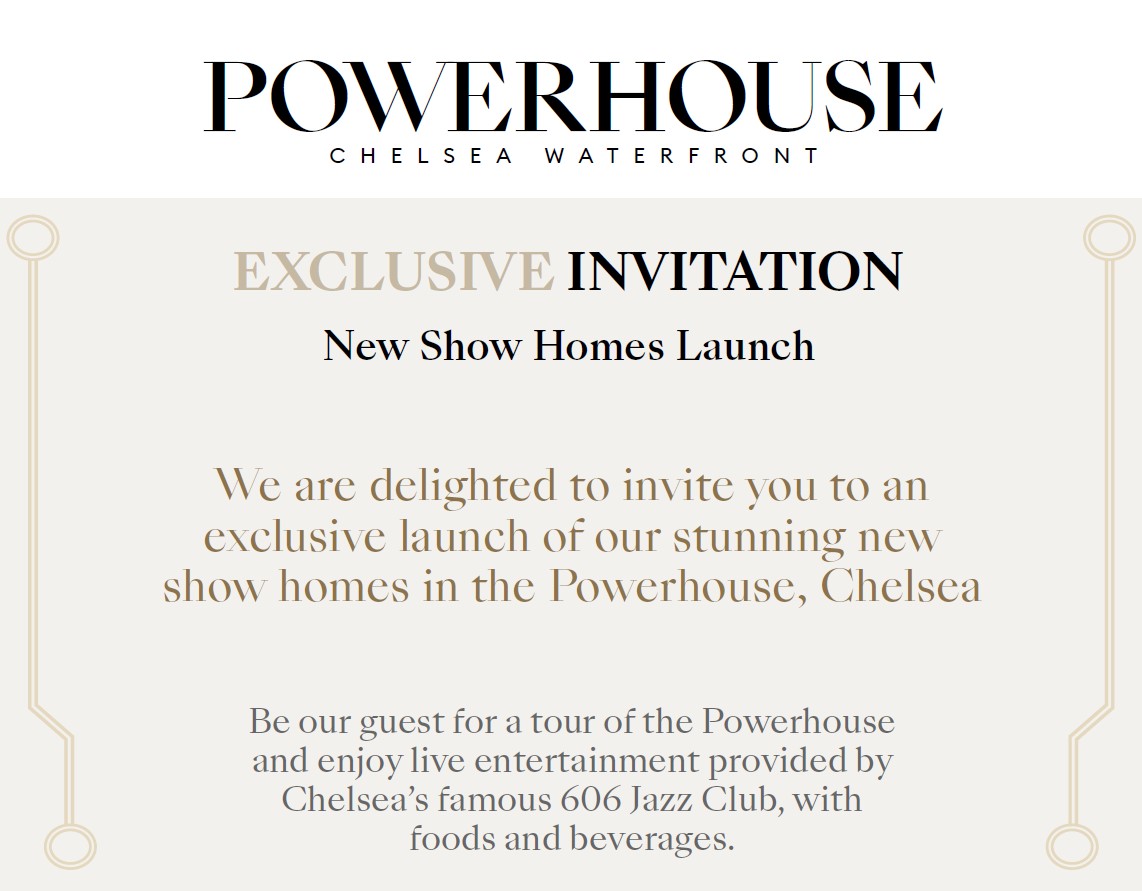 POWERHOUSE
CHELSEA WATERFRONT
EXCLUSIVE INVITATION
New Show Homes Launch
We are delighted to invite you to an
exclusive launch of our stunning new
show homes in the Powerhouse, Chelsea
Be our guest for a tour of the Powerhouse
and enjoy live entertainment provided by
Chelsea’s famous 606 Jazz Club, with
foods and beverages.